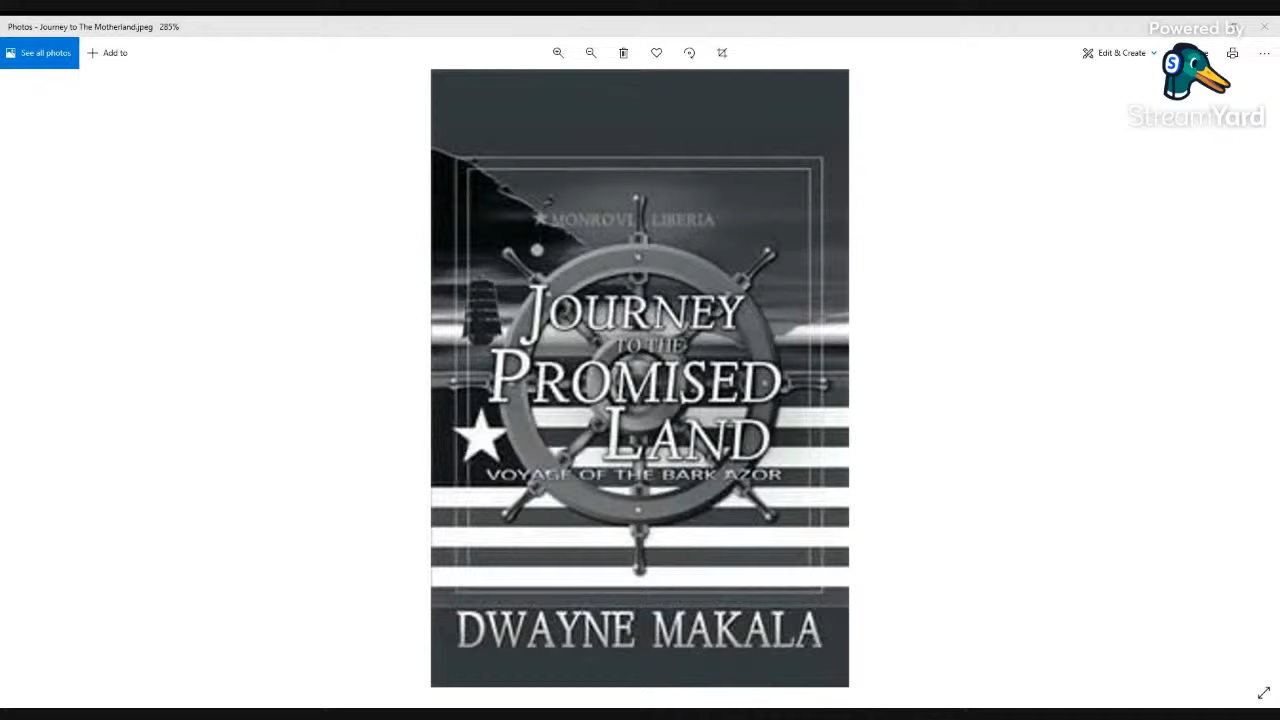 Photos - Journey to The Motherland.jpeg 285%
Powered by
See all photos
Add to
Edit & Create
S
StreamYard
MONROVI LIBERIA
JOURNEY
TO THE
PROMISED
LAND
VOYAGE OF THE BARK AZOR
DWAYNE MAKALA